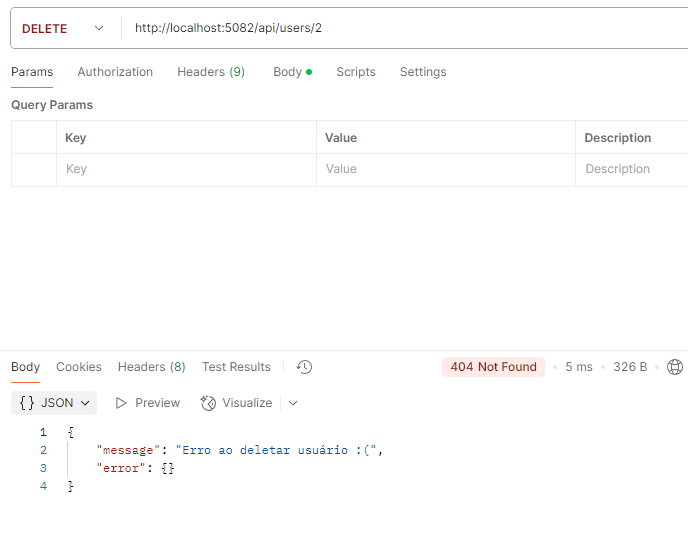 DELETE http://localhost:5082/api/users/2
Params Authorization Headers (9) Body Scripts Settings
Query Params
Key Value Description
Key Value Description
Body Cookies Headers (8) Test Results 404 Not Found 5 ms 326 B
{} JSON Preview Visualize
1 {
2 "message": "Erro ao deletar usuário :(",
3 "error": {}
4 }